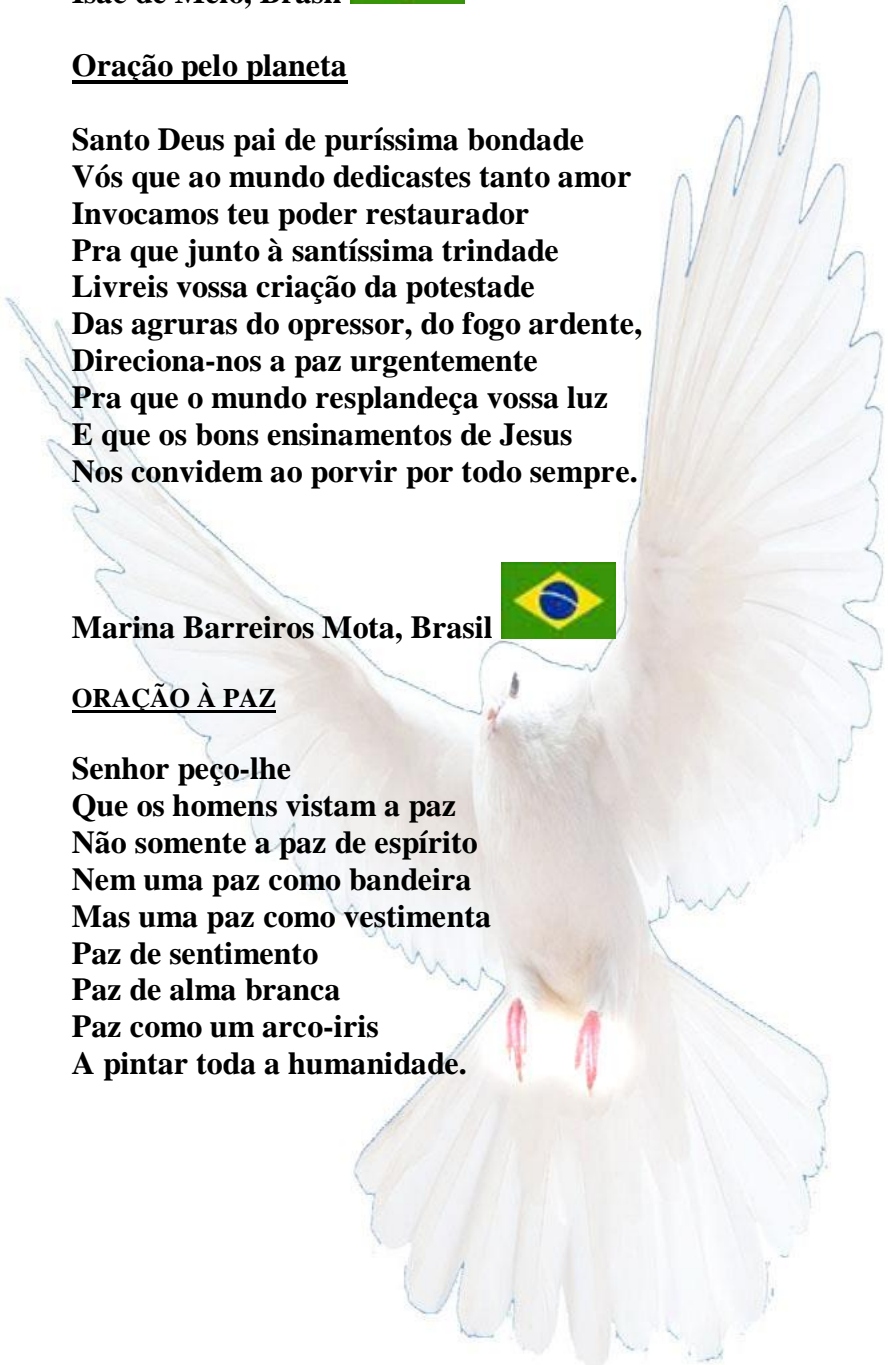 Isac de Melo, Brasil
Oração pelo planeta
Santo Deus pai de puríssima bondade
Vós que ao mundo dedicastes tanto amor
Invocamos teu poder restaurador
Pra que junto à santíssima trindade
Livreis vossa criação da potestade
Das agruras do opressor, do fogo ardente,
Direciona-nos a paz urgentemente
Pra que o mundo resplandeça vossa luz
E que os bons ensinamentos de Jesus
Nos convidem ao porvir por todo sempre.
Marina Barreiros Mota, Brasil
ORAÇÃO À PAZ
Senhor peço-lhe
Que os homens vistam a paz
Não somente a paz de espírito
Nem uma paz como bandeira
Mas uma paz como vestimenta
Paz de sentimento
Paz de alma branca
Paz como um arco-iris
A pintar toda a humanidade.